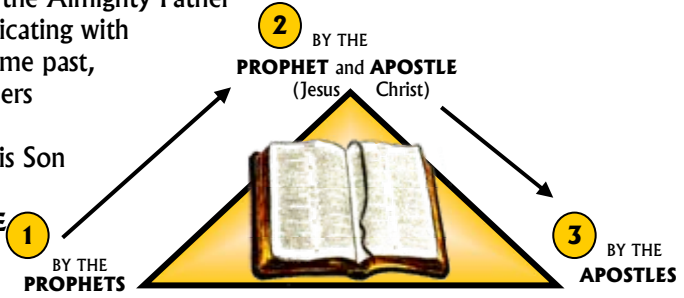 the Almighty Father
icating with
me past,
ers
is Son
2
BY THE
PROPHET and APOSTLE
(Jesus Christ)
1
BY THE
PROPHETS
3
BY THE
APOSTLES